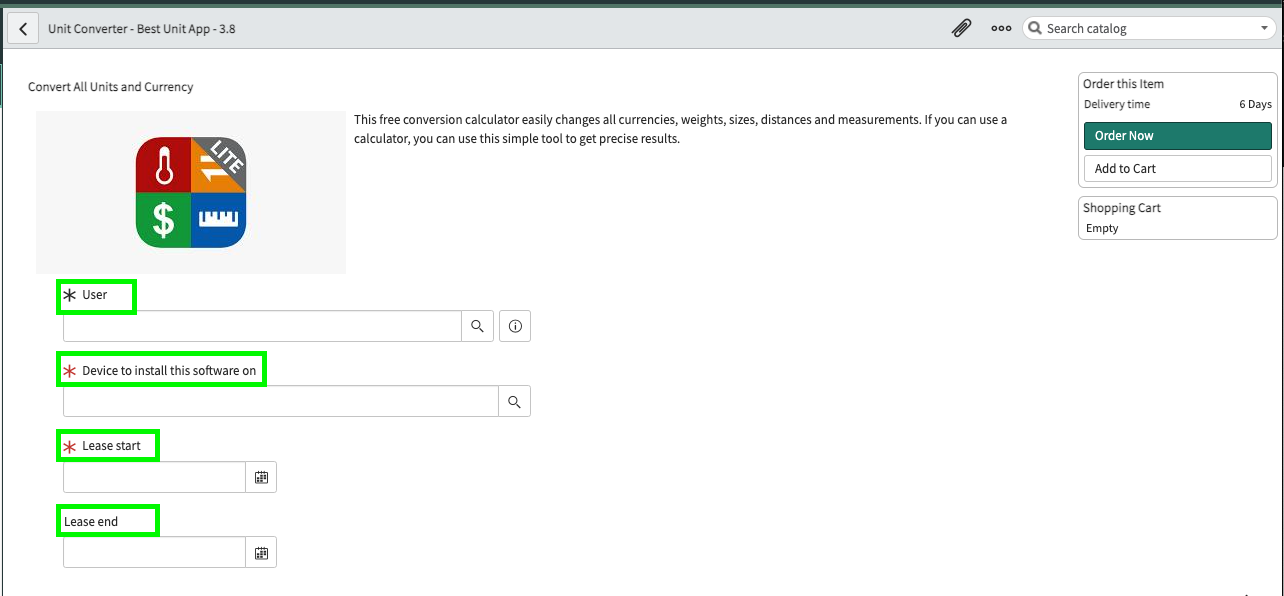 Unit Converter - Best Unit App - 3.8
Search catalog
Convert All Units and Currency
LITE
$
This free conversion calculator easily changes all currencies, weights, sizes, distances and measurements. If you can use a
calculator, you can use this simple tool to get precise results.
Order this Item
Delivery time 6 Days
Order Now
Add to Cart
Shopping Cart
Empty
* User
* Device to install this software on
* Lease start
Lease end